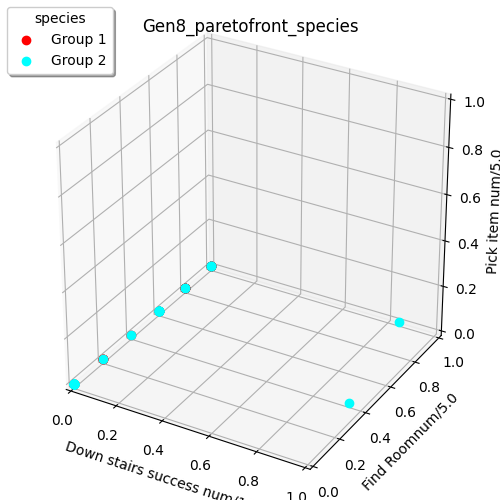 Gen8_paretofront_species
species
Group 1
Group 2
1.0
0.8
0.6
0.4
0.2
0.0
Pick item num/5.0
1.0
0.8
0.6
0.4
0.2
0.0
Find Roomnum/5.0
0.0
0.2
0.4
0.6
0.8
1.0
Down stairs success